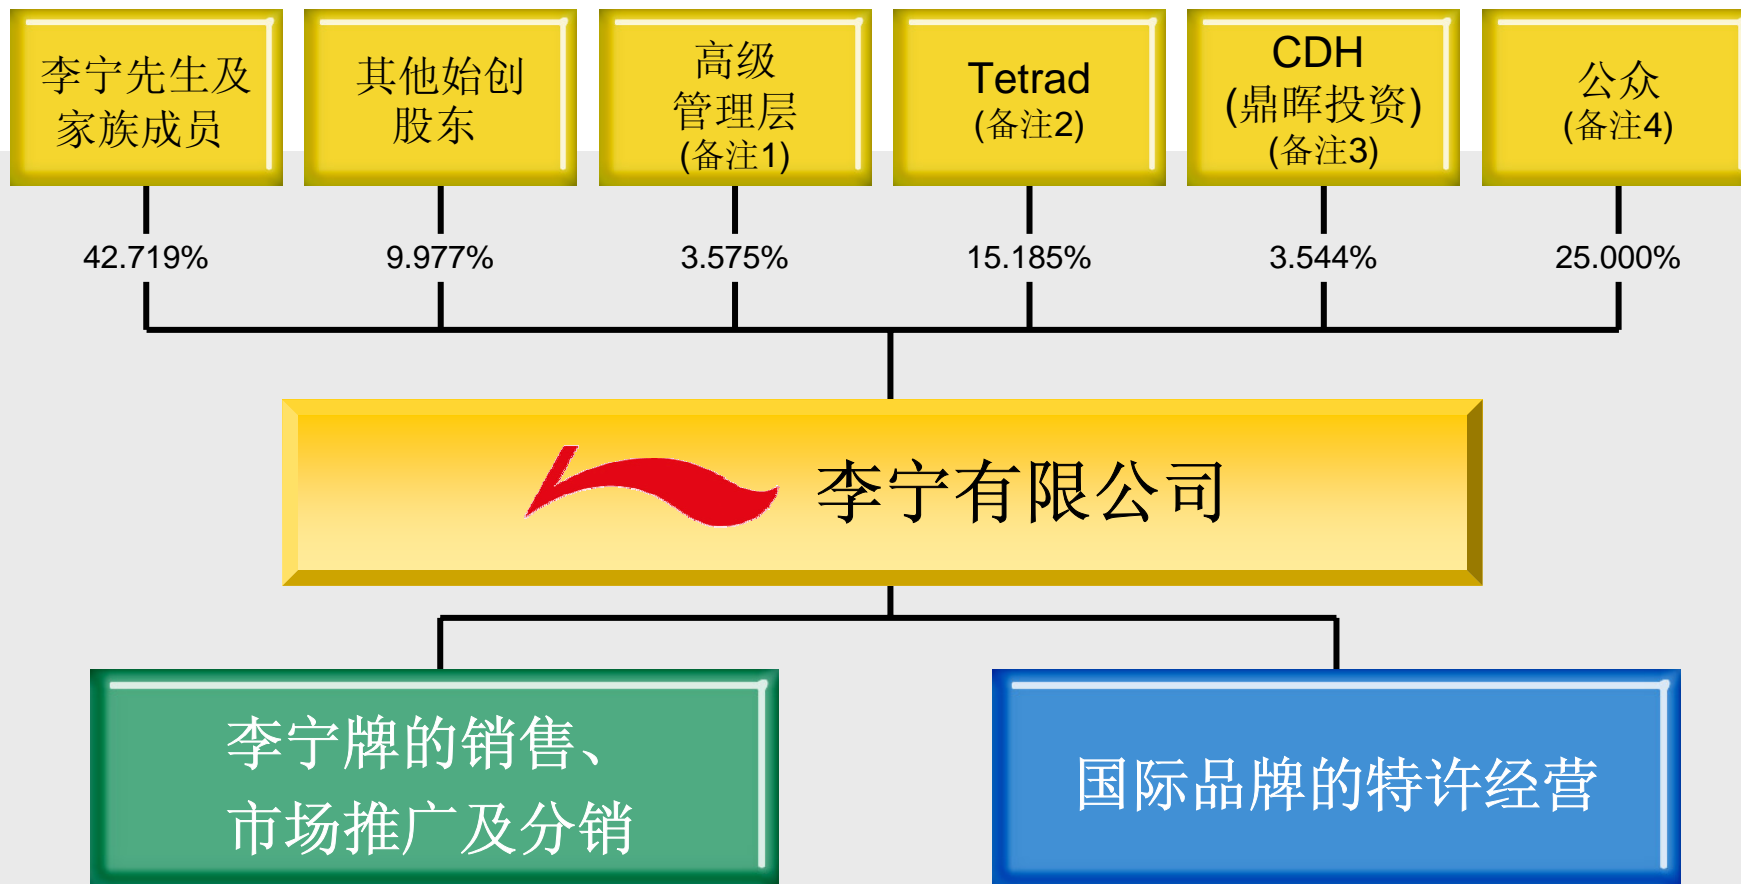 李宁先生及
家族成员
其他始创
股东
高级
管理层
(备注1)
Tetrad
(备注2)
CDH
(鼎晖投资)
(备注3)
公众
(备注4)
42.719%
9.977%
3.575%
15.185%
3.544%
25.000%
李宁有限公司
李宁牌的销售、
市场推广及分销
国际品牌的特许经营